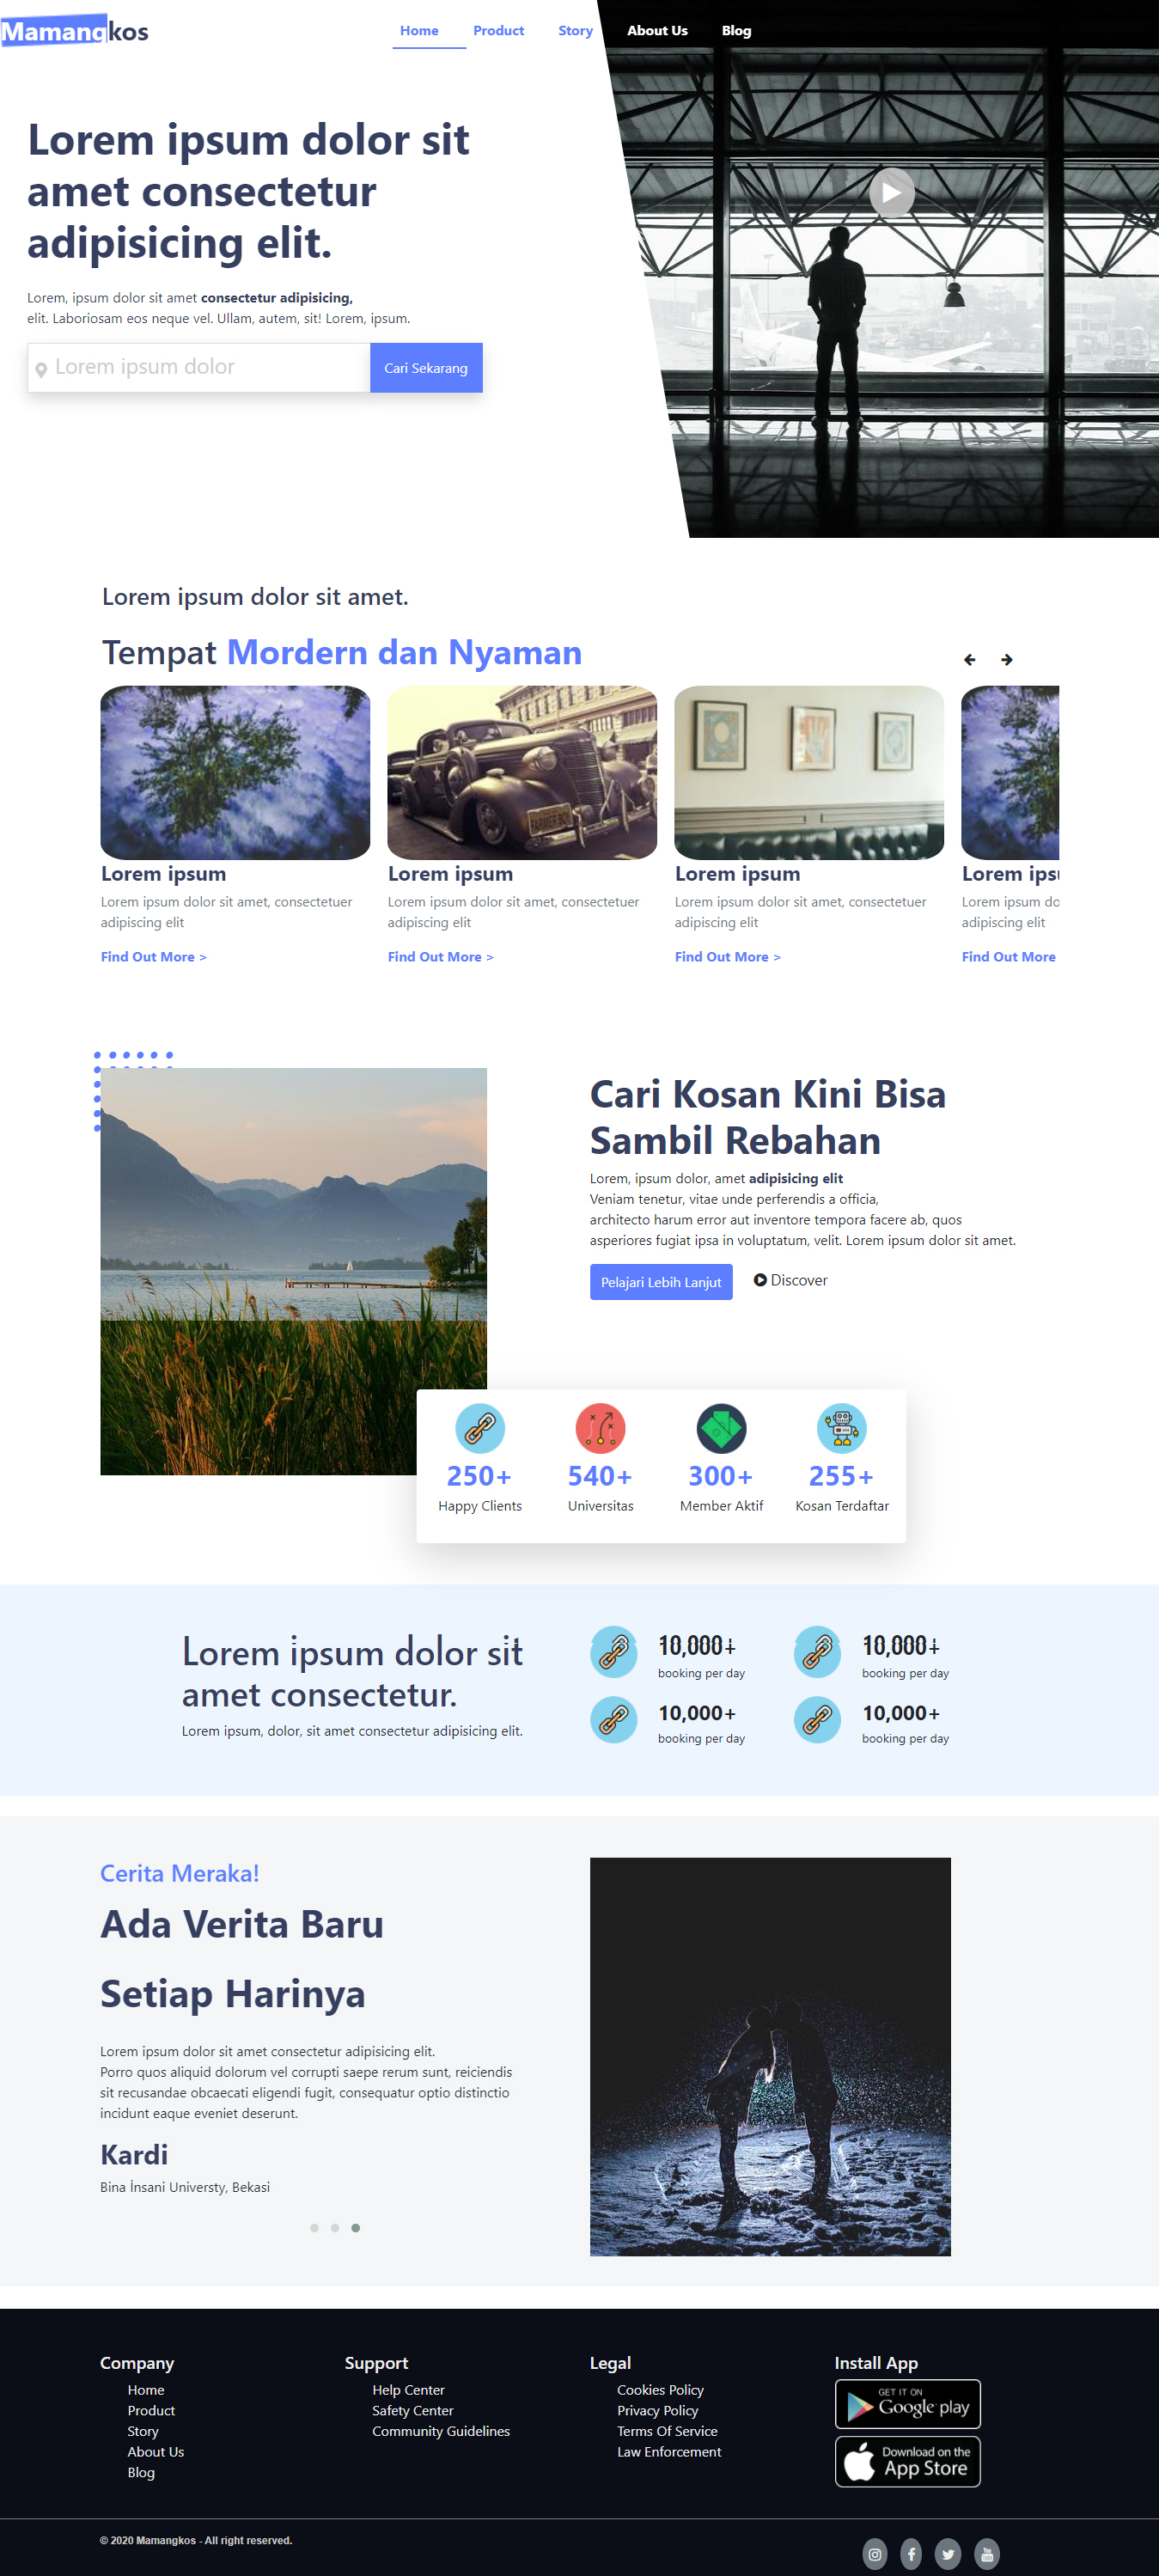 Mamangkos
Home Product Story About Us Blog
Lorem ipsum dolor sit
amet consectetur
adipisicing elit.
Lorem, ipsum dolor sit amet consectetur adipisicing,
elit. Laboriosam eos neque vel. Ullam, autem, sit! Lorem, ipsum.
Lorem ipsum dolor
Cari Sekarang
Lorem ipsum dolor sit amet.
Tempat Mordern dan Nyaman
FARMER BOY
Lorem ipsum
Lorem ipsum dolor sit amet, consectetuer
adipiscing elit
Find Out More >
Lorem ipsum
Lorem ipsum dolor sit amet, consectetuer
adipiscing elit
Find Out More >
Lorem ipsum
Lorem ipsum dolor sit amet, consectetuer
adipiscing elit
Find Out More >
Lorem ips
Lorem ipsum do
adipiscing elit
Find Out More
Cari Kosan Kini Bisa
Sambil Rebahan
Lorem, ipsum dolor, amet adipisicing elit
Veniam tenetur, vitae unde perferendis a officia,
architecto harum error aut inventore tempora facere ab, quos
asperiores fugiat ipsa in voluptatum, velit. Lorem ipsum dolor sit amet.
Pelajari Lebih Lanjut
Discover
250+
Happy Clients
540+
Universitas
300+
Member Aktif
255+
Kosan Terdaftar
Lorem ipsum dolor sit
amet consectetur.
Lorem ipsum, dolor, sit amet consectetur adipisicing elit.
10,000+
booking per day
10,000+
booking per day
10,000+
booking per day
10,000+
booking per day
Cerita Meraka!
Ada Verita Baru
Setiap Harinya
Lorem ipsum dolor sit amet consectetur adipisicing elit.
Porro quos aliquid dolorum vel corrupti saepe rerum sunt, reiciendis
sit recusandae obcaecati eligendi fugit, consequatur optio distinctio
incidunt eaque eveniet deserunt.
Kardi
Bina İnsani Universty, Bekasi
Company
Home
Product
Story
About Us
Blog
Support
Help Center
Safety Center
Community Guidelines
Legal
Cookies Policy
Privacy Policy
Terms Of Service
Law Enforcement
Install App
GET IT ON
Google play
Download on the
App Store
© 2020 Mamangkos - All right reserved.
You
Tube